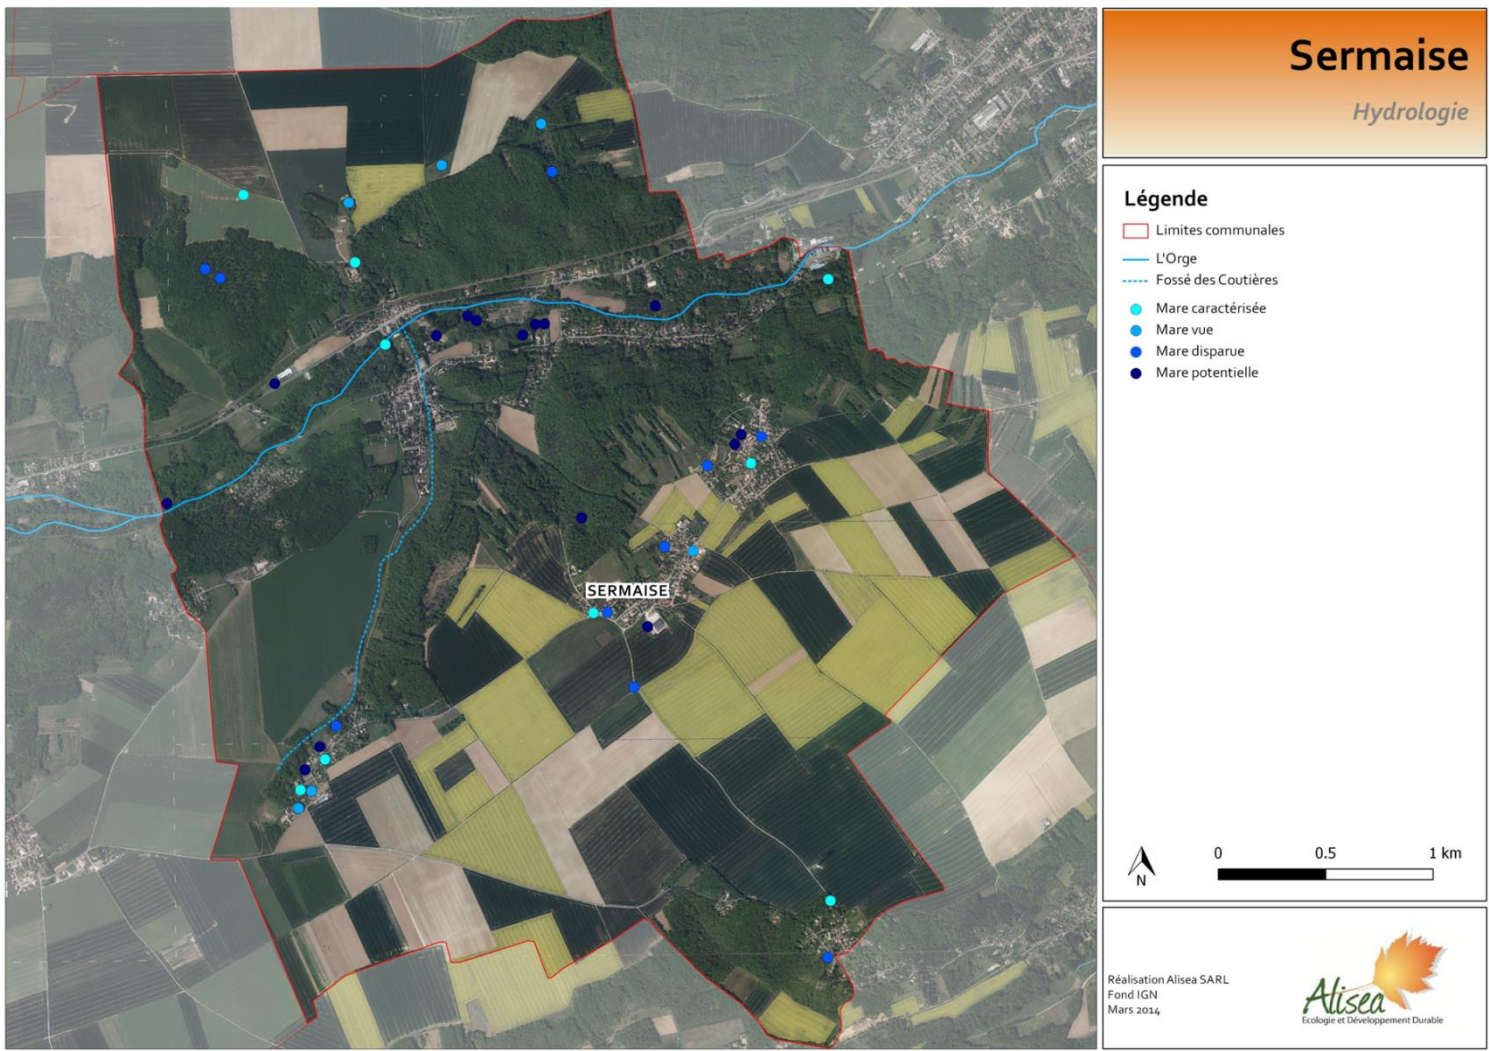 Sermaise
Hydrologie
Légende
Limites communales
L'Orge
Fossé des Coutières
Mare caractérisée
Mare vue
Mare disparue
Mare potentielle
SERMAISE
0 0.5 1 km
N
Réalisation Alisea SARL
Fond IGN
Mars 2014
Alisea
Ecologie et Développement Durable